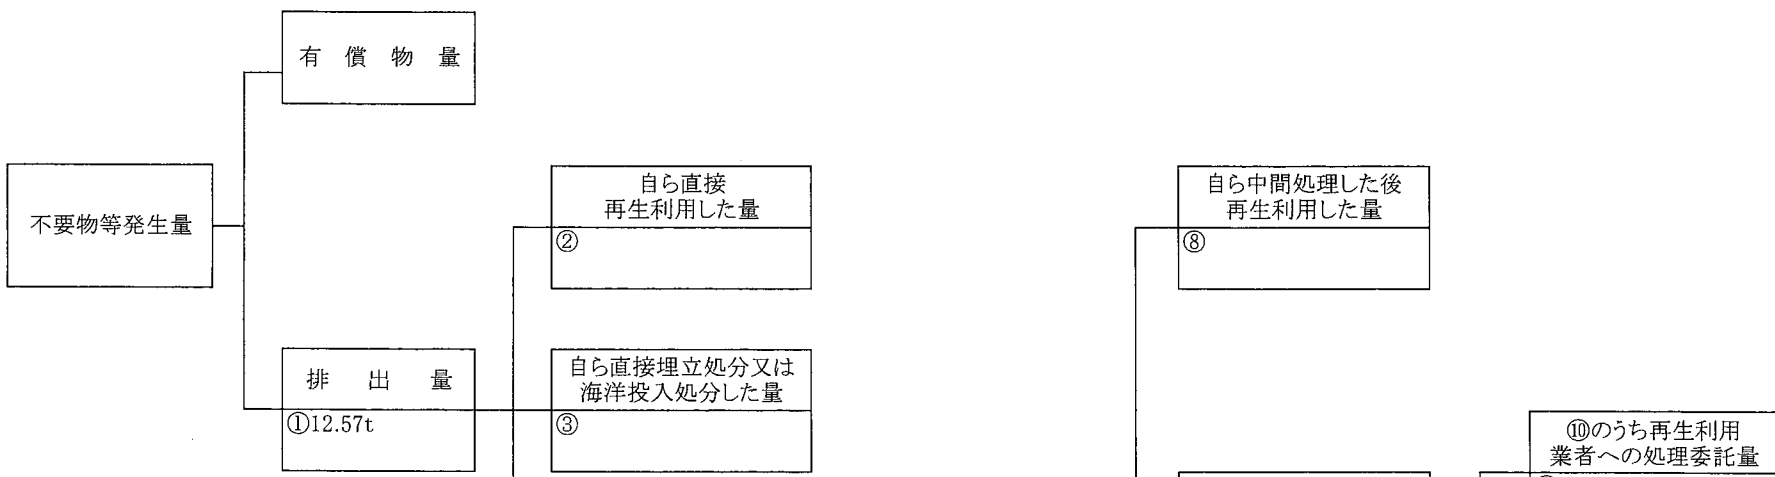 有償物量
不要物等発生量
自ら直接
再生利用した量
②
自ら中間処理した後
再生利用した量
⑧
排出量
①12.57t
自ら直接埋立処分又は
海洋投入処分した量
③
⑩のうち再生利用
業者への処理委託量